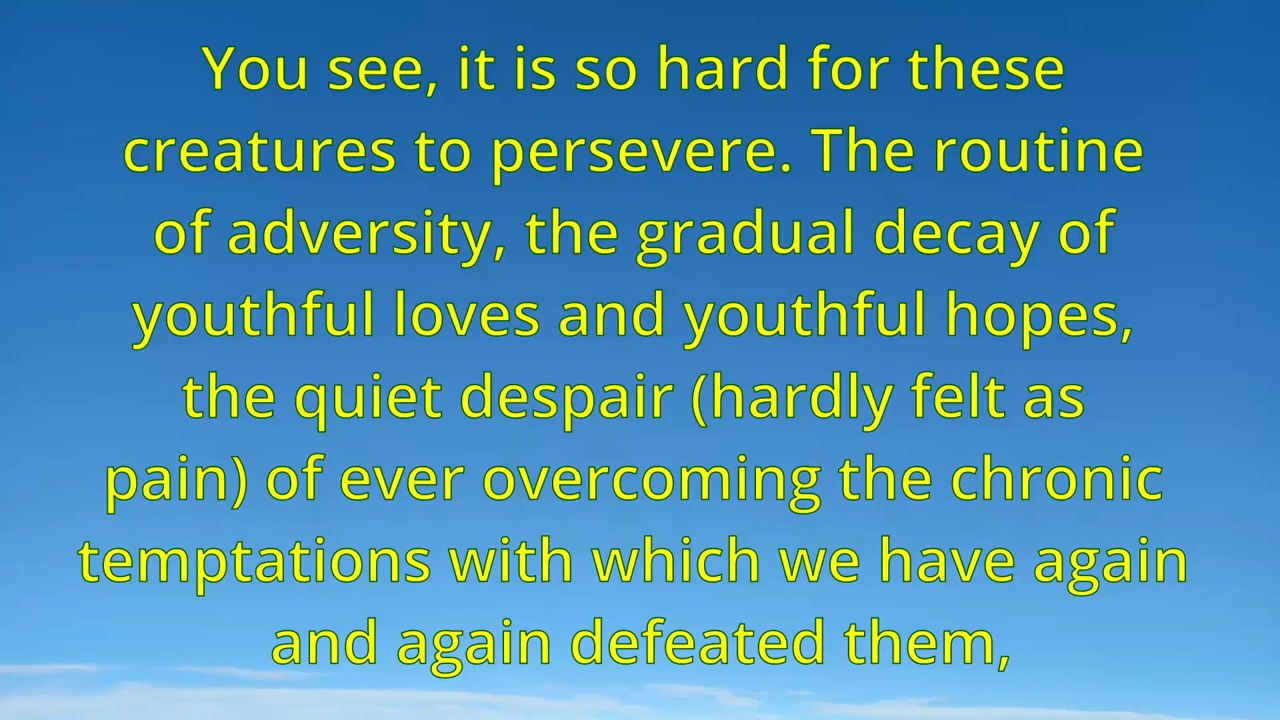 You see, it is so hard for these
creatures to persevere. The routine
of adversity, the gradual decay of
youthful loves and youthful hopes,
the quiet despair (hardly felt as
pain) of ever overcoming the chronic
temptations with which we have again
and again defeated them,